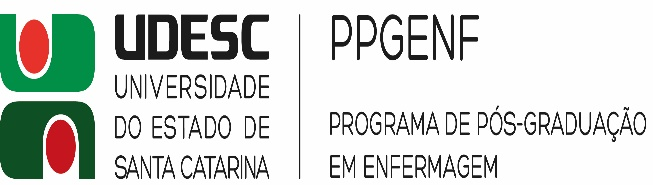 UDESC
UNIVERSIDADE
DO ESTADO DE
SANTA CATARINA
PPGENF
PROGRAMA DE PÓS-GRADUAÇÃO
EM ENFERMAGEM